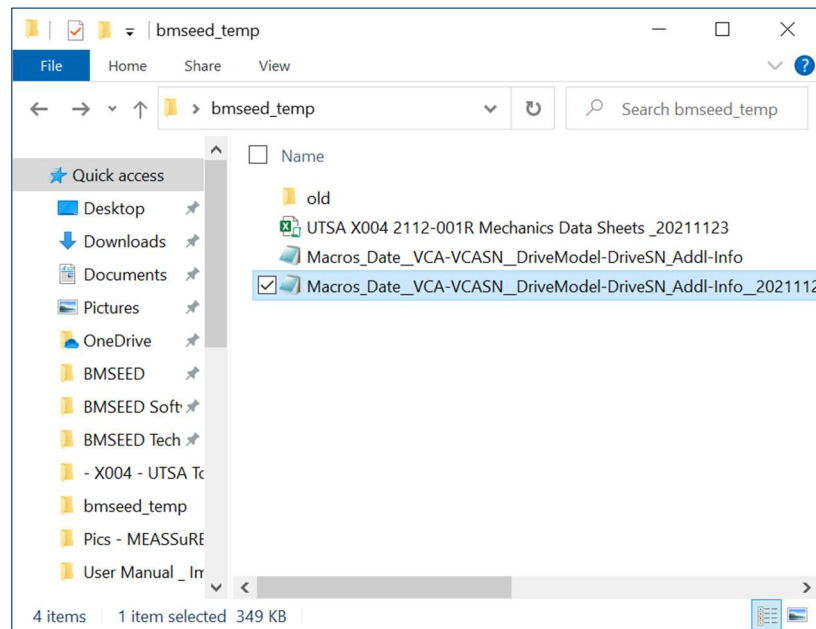 bmseed_temp
File Home Share View
bmseed_temp Search bmseed_temp
Name
Quick access
Desktop
Downloads
Documents
Pictures
OneDrive
BMSEED
BMSEED Soft
BMSEED Tech
- X004 - UTSA To
bmseed_temp
Pics - MEASSuRE
User Manual _ Im
old
UTSA X004 2112-001R Mechanics Data Sheets _20211123
Macros_Date__VCA-VCASN__DriveModel-DriveSN_Addl-Info
Macros_Date__VCA-VCASN__DriveModel-DriveSN_Addl-Info__2021112
4 items 1 item selected 349 KB